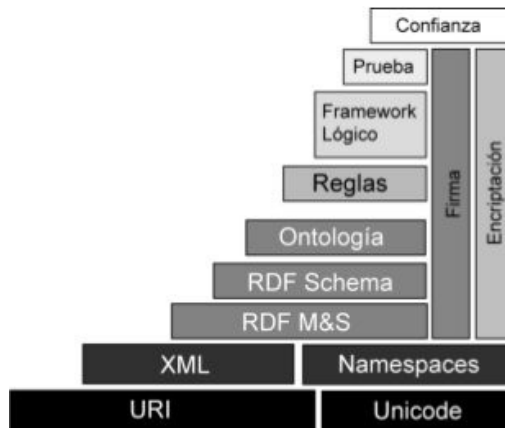 Confianza
Prueba
Framework
Lógico
Reglas
Ontología
RDF Schema
RDF M&S
Firma
Encriptación
XML
Namespaces
URI
Unicode